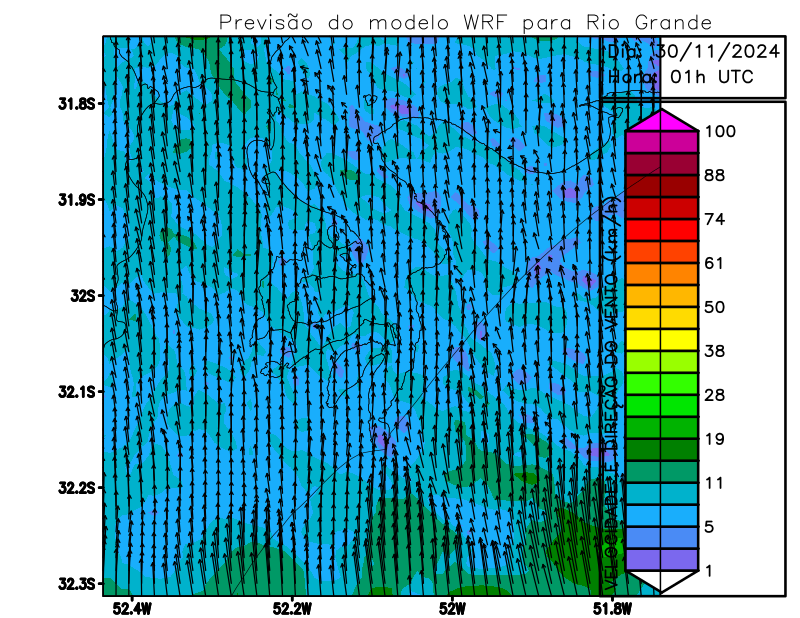 Previsão do modelo WRF para Rio Grande
Dia: 30/11/2024
Hora: 01h UTC
31.8S
31.9S
32S
32.1S
32.2S
32.3S
52.4W
52.2W
52W
51.8W
VELOCIDADE E DIREÇÃO DO VENTO (km/h)
100
88
74
61
50
38
28
19
11
5
1